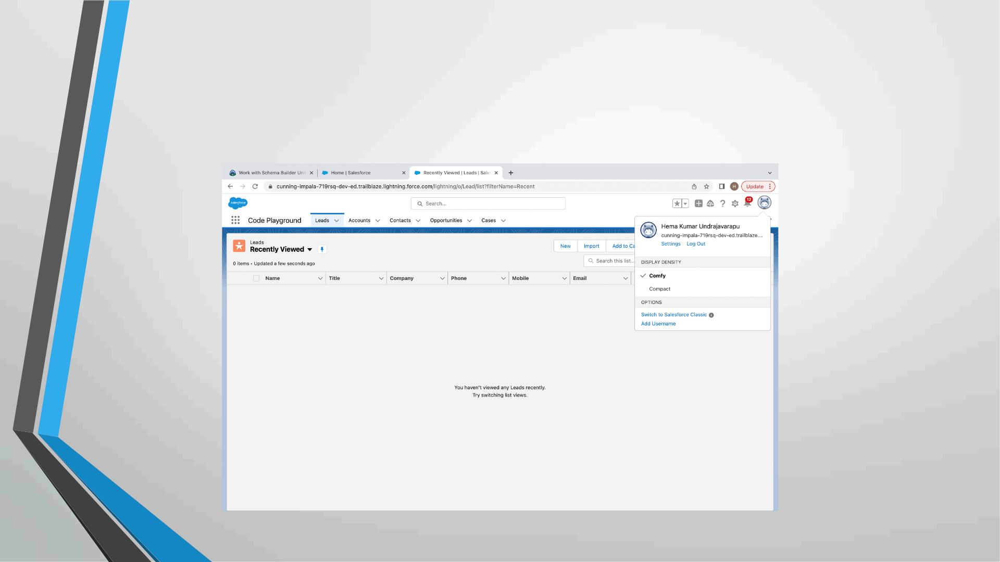 Work with Schema Builder Uni
Home | Salesforce
Recently Viewed | Leads | Sale
cunning-impala-719rsq-dev-ed.trailblaze.lightning.force.com/lightning/o/Lead/list?filterName=Recent
H
Update
salesforce
Search...
12
Code Playground
Leads
Accounts
Contacts
Opportunities
Cases
Hema Kumar Undrajavarapu
cunning-impala-719rsq-dev-ed.trailblaze....
Settings Log Out
Leads
Recently Viewed
New
Import
Add to Ca
0 items • Updated a few seconds ago
Search this list...
DISPLAY DENSITY
Comfy
Compact
Name
Title
Company
Phone
Mobile
Email
OPTIONS
Switch to Salesforce Classic
Add Username
You haven't viewed any Leads recently.
Try switching list views.